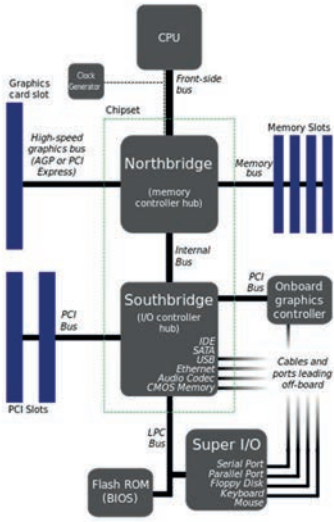 CPU
Clock
Generator
Front-side
bus
Graphics
card slot
Chipset
High-speed
graphics bus
(AGP or PCI
Express)
Northbridge
(memory
controller hub)
Memory
bus
Memory Slots
Internal
Bus
PCI
Bus
PCI Slots
Southbridge
(I/O controller
hub)
IDE
SATA
USB
Ethernet
Audio Codec
CMOS Memory
PCI
Bus
Onboard
graphics
controller
Cables and
ports leading
off-board
LPC
Bus
Flash ROM
(BIOS)
Super I/O
Serial Port
Parallel Port
Floppy Disk
Keyboard
Mouse